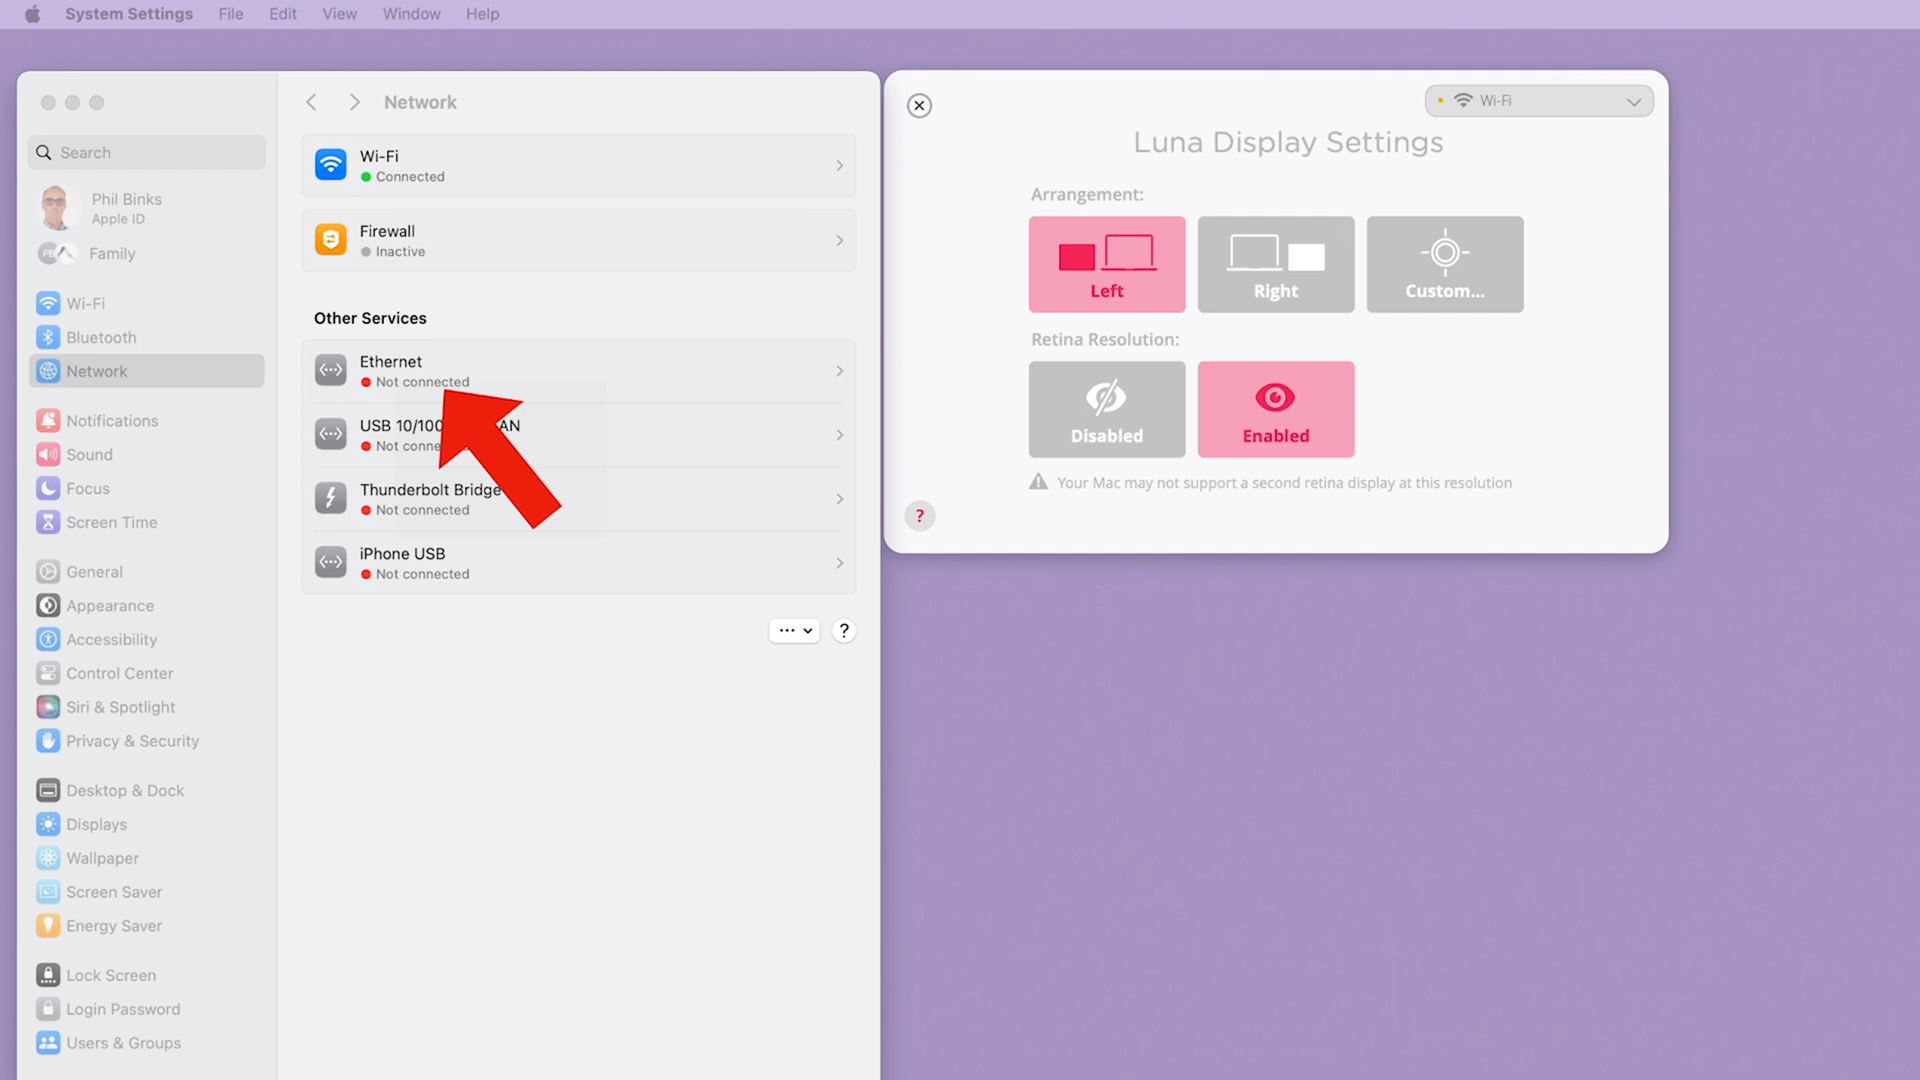 System Settings File Edit View Window Help
Search
Phil Binks
Apple ID
Family
Wi-Fi
Bluetooth
Network
Notifications
Sound
Focus
Screen Time
General
Appearance
Accessibility
Control Center
Siri & Spotlight
Privacy & Security
Desktop & Dock
Displays
Wallpaper
Screen Saver
Energy Saver
Lock Screen
Login Password
Users & Groups
Network
Wi-Fi
Connected
Firewall
Inactive
Other Services
Ethernet
Not connected
USB 10/100
Not
Thunderbolt Bridge
Not connected
iPhone USB
Not connected
?
Wi-Fi
Luna Display Settings
Arrangement:
Left
Right
Custom...
Retina Resolution:
Disabled
Enabled
Your Mac may not support a second retina display at this resolution
?